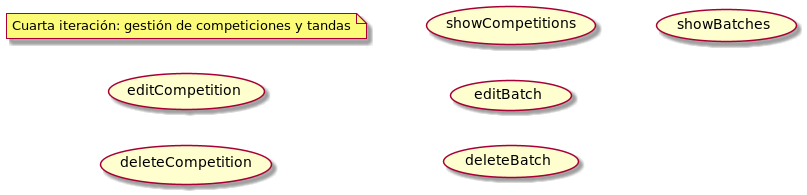 Cuarta iteración: gestión de competiciones y tandas
showCompetitions
showBatches
editCompetition
editBatch
deleteCompetition
deleteBatch